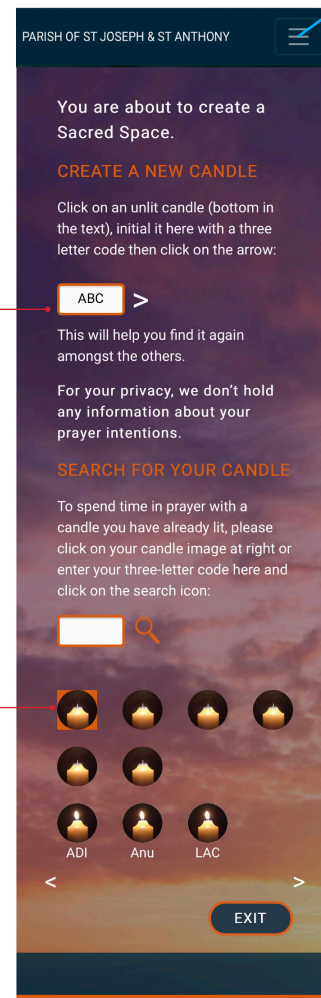 PARISH OF ST JOSEPH & ST ANTHONY
You are about to create a
Sacred Space.
CREATE A NEW CANDLE
Click on an unlit candle (bottom in
the text), initial it here with a three
letter code then click on the arrow:
ABC >
This will help you find it again
amongst the others.
For your privacy, we don’t hold
any information about your
prayer intentions.
SEARCH FOR YOUR CANDLE
To spend time in prayer with a
candle you have already lit, please
click on your candle image at right or
enter your three-letter code here and
click on the search icon:
ADI Anu LAC
< >
EXIT